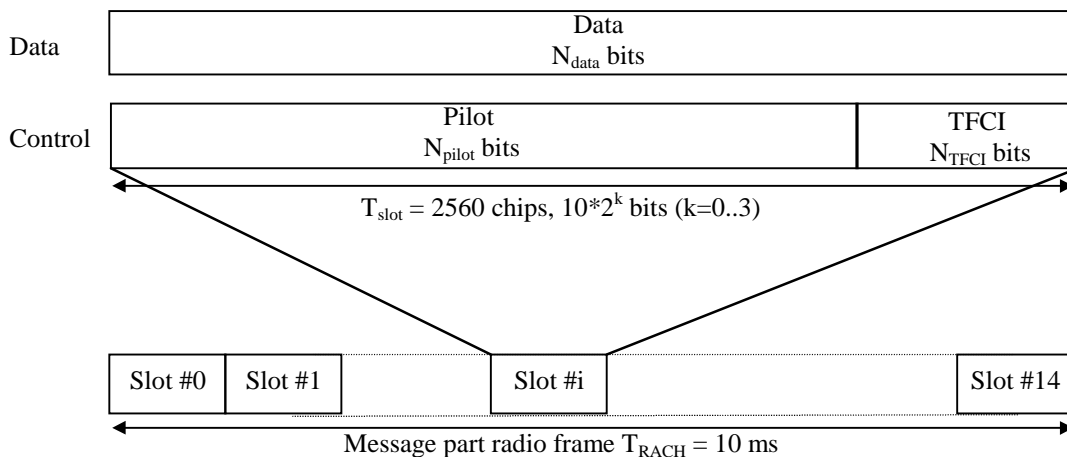 Data
Data
N_data bits
Control
Pilot
N_pilot bits
TFCI
N_TFCI bits
T_slot = 2560 chips, 10*2^k bits (k=0..3)
Slot #0 Slot #1 Slot #i Slot #14
Message part radio frame T_RACH = 10 ms